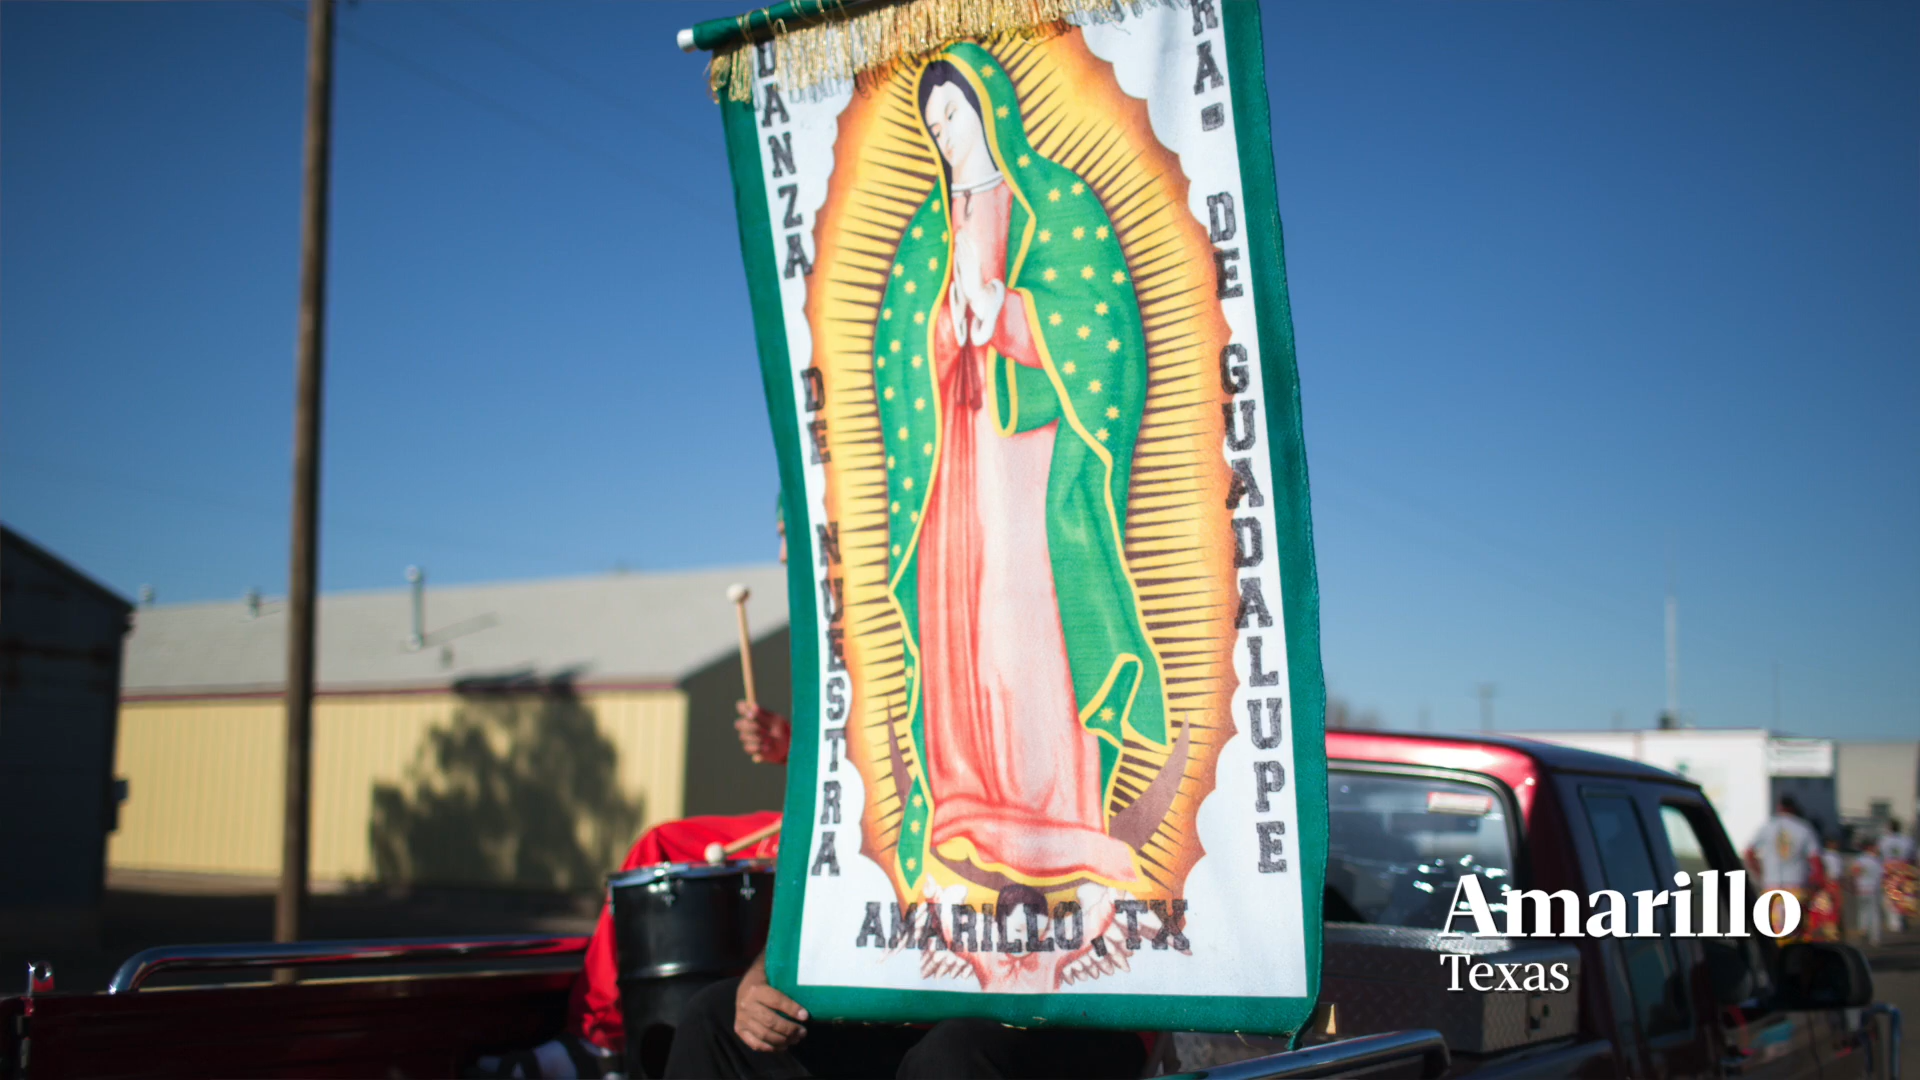 DANZA DE NUESTRA
RA. DE GUADALUPE
AMARILLO, TX
Amarillo
Texas